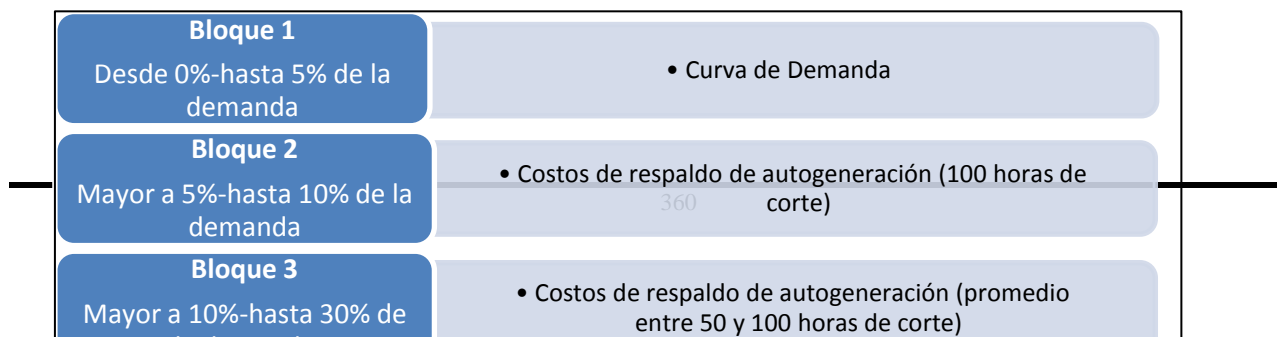 Bloque 1
Desde 0%-hasta 5% de la
demanda
• Curva de Demanda
Bloque 2
Mayor a 5%-hasta 10% de la
demanda
• Costos de respaldo de autogeneración (100 horas de
corte)
360
Bloque 3
Mayor a 10%-hasta 30% de
• Costos de respaldo de autogeneración (promedio
entre 50 y 100 horas de corte)